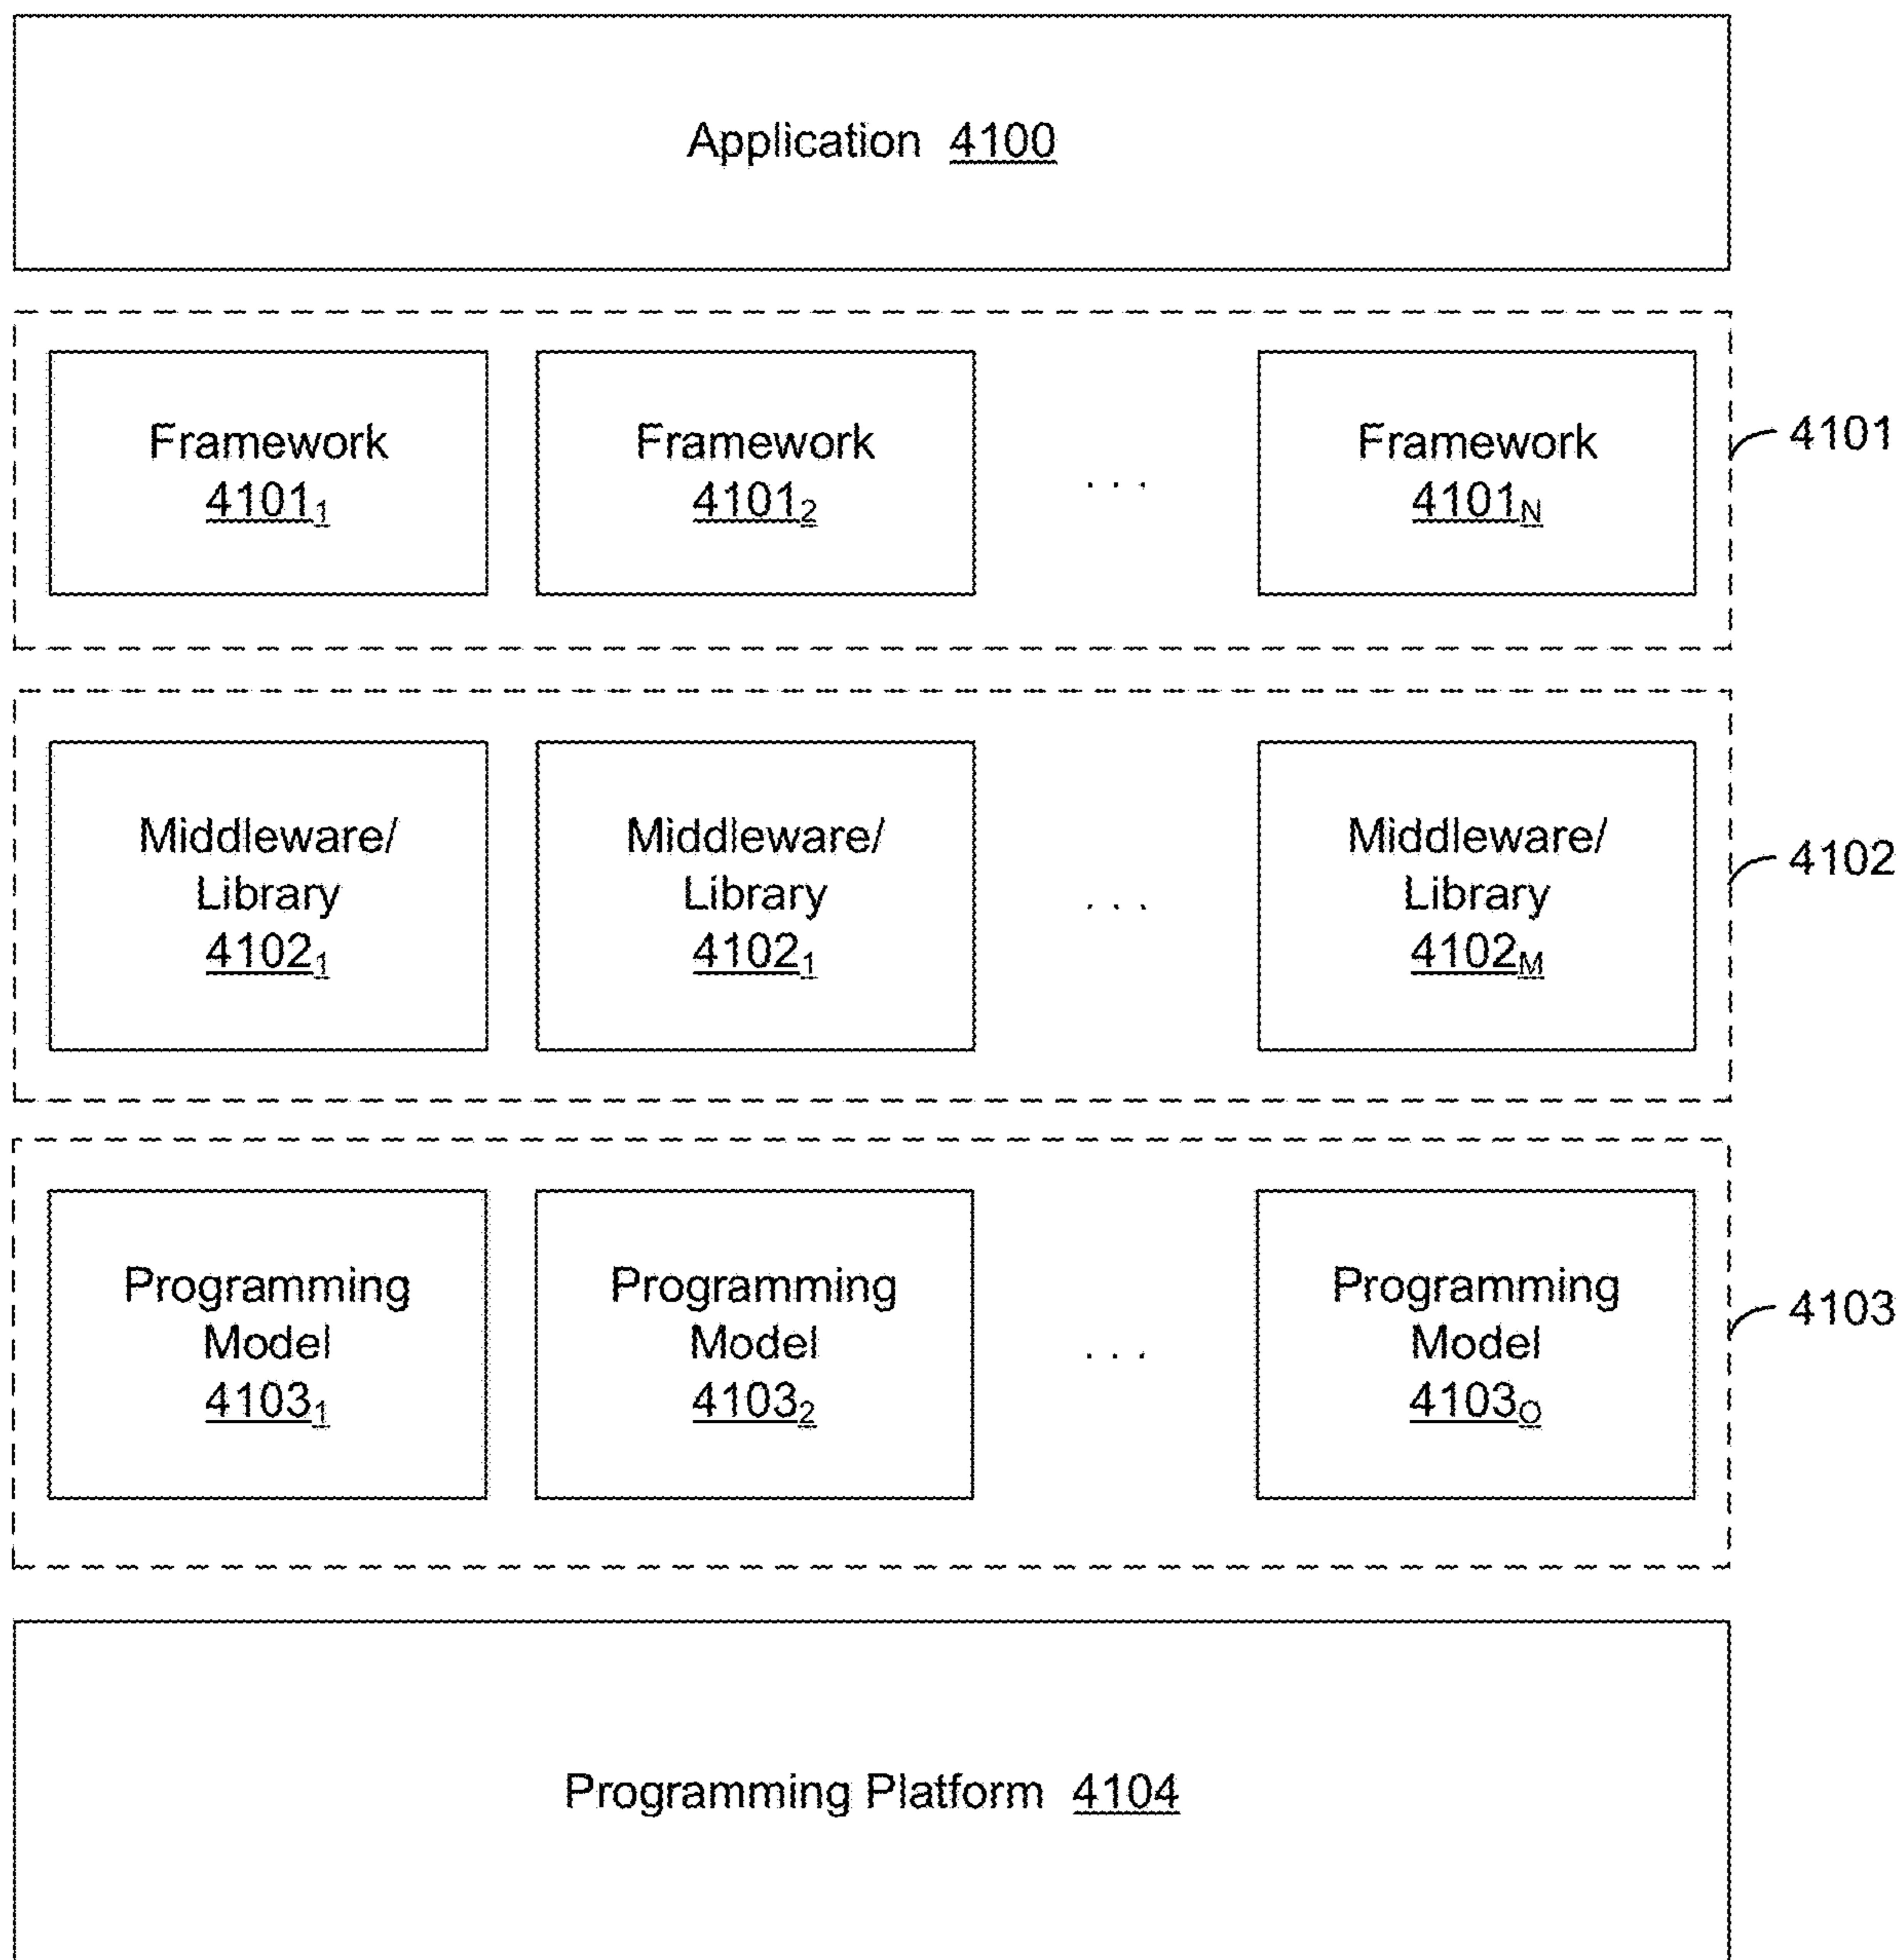 Application 4100
Framework Framework Framework
4101₁ 4101₂ . . . 4101N
4101
Middleware/ Middleware/ Middleware/
Library Library . . . Library
4102₁ 4102₁ 4102M
4102
Programming Programming Programming
Model Model . . . Model
4103₁ 4103₂ 4103O
4103
Programming Platform 4104